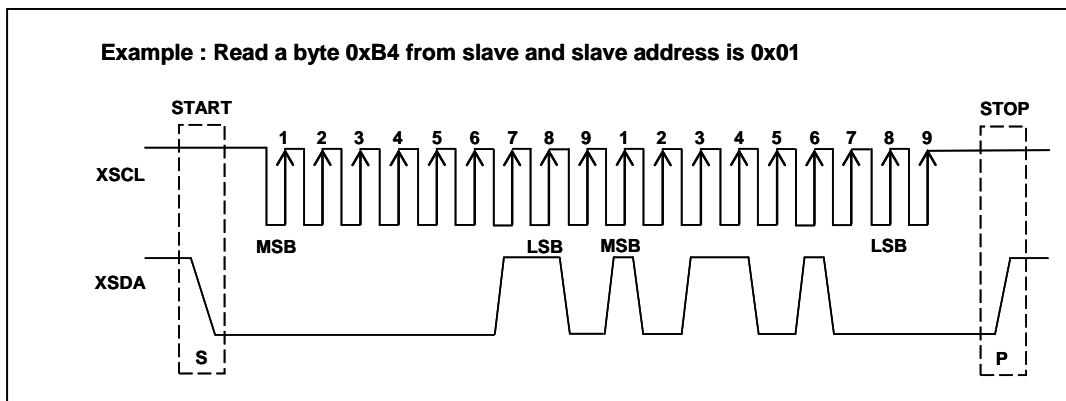 Example : Read a byte 0xB4 from slave and slave address is 0x01
START
STOP
1 2 3 4 5 6 7 8 9 1 2 3 4 5 6 7 8 9
XSCL
MSB LSB MSB LSB
XSDA
S P